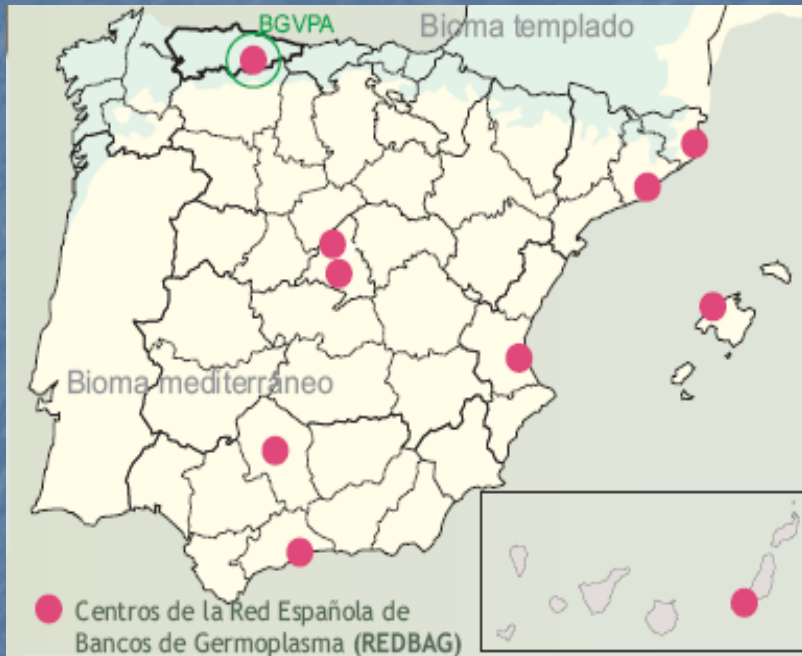 BGVPA
Bioma templado
Bioma mediterráneo
Centros de la Red Española de
Bancos de Germoplasma (REDBAG)